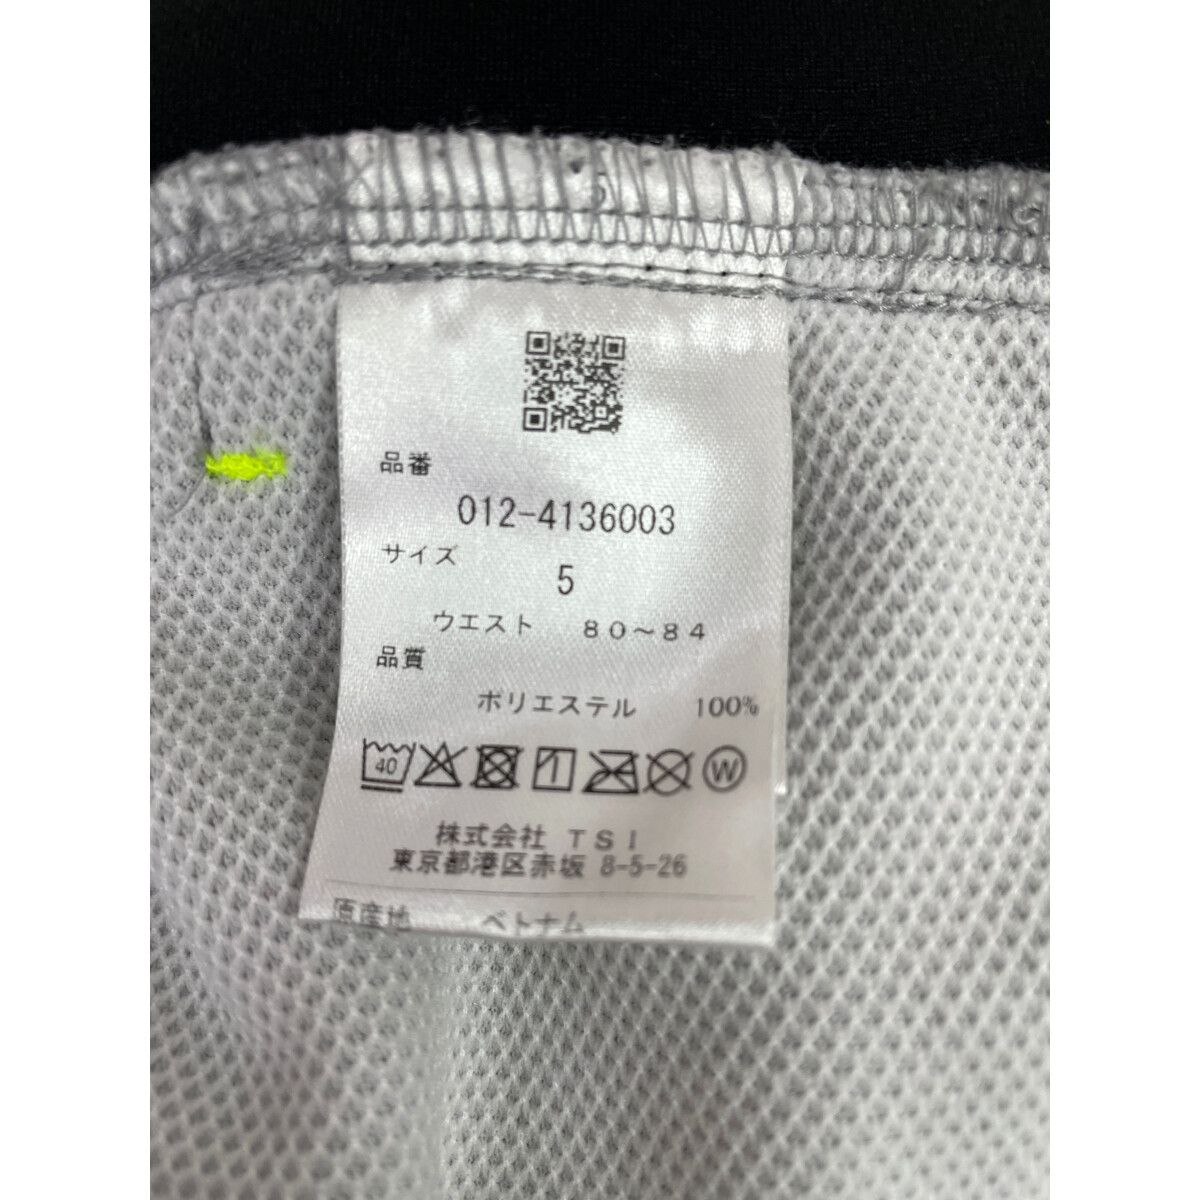 品番
012-4136003
サイズ
5
ウエスト 80～84
品質
ポリエステル 100%
40 W
株式会社 TSI
東京都港区赤坂 8-5-26
原産地 ベトナム